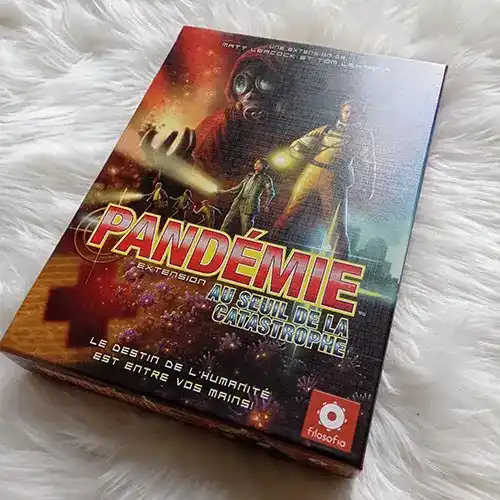 UNE EXTENSION DE
MATT LEACOCK ET TOM LEHMANN
PANDÉMIE
EXTENSION
AU SEUIL DE LA
CATASTROPHE
LE DESTIN DE L'HUMANITÉ
EST ENTRE VOS MAINS!
filosofia